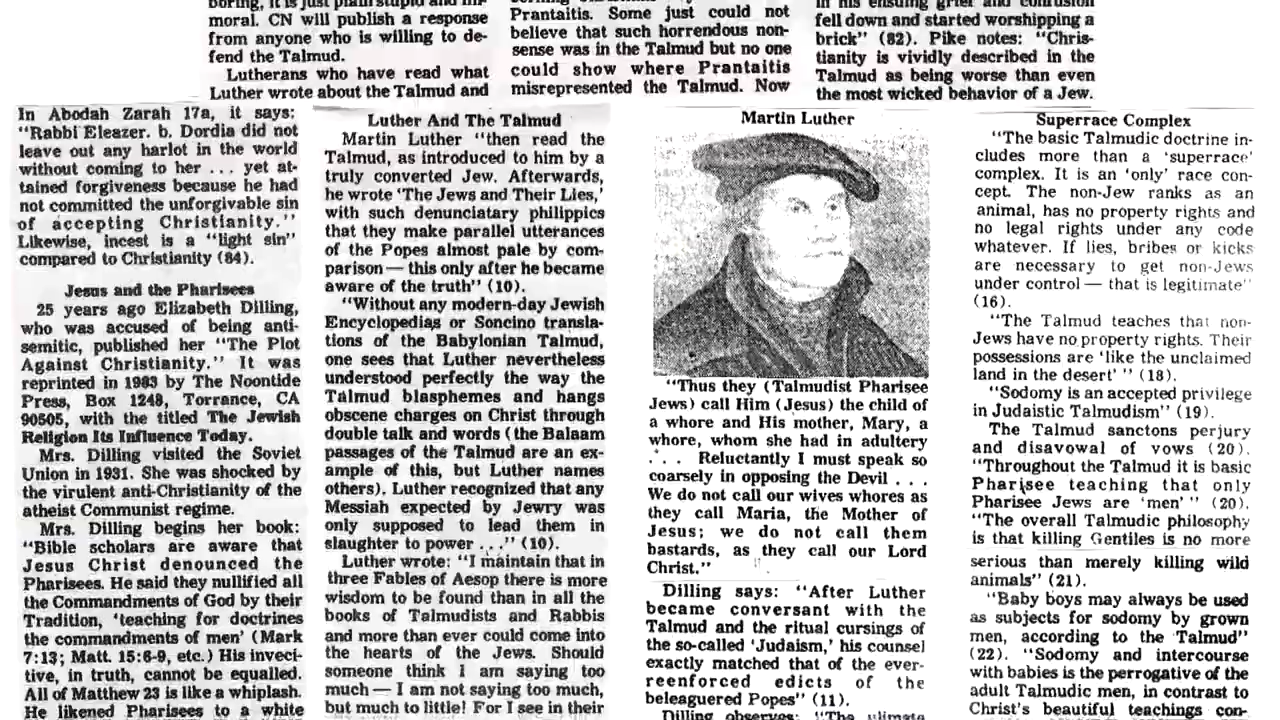 boring, it is just plain stupid and im-
moral. CN will publish a response
from anyone who is willing to de-
fend the Talmud.
Lutherans who have read what
Luther wrote about the Talmud and
Prantaitis. Some just could not
believe that such horrendous non-
sense was in the Talmud but no one
could show where Prantaitis
misrepresented the Talmud. Now
in his ensuing grief and confusion
fell down and started worshipping a
brick" (82). Pike notes: "Chris-
tianity is vividly described in the
Talmud as being worse than even
the most wicked behavior of a Jew.
In Abodah Zarah 17a, it says:
"Rabbi Eleazer. b. Dordia did not
leave out any harlot in the world
without coming to her ... yet at-
tained forgiveness because he had
not committed the unforgivable sin
of accepting Christianity."
Likewise, incest is a "light sin"
compared to Christianity (84).
Jesus and the Pharisees
25 years ago Elizabeth Dilling,
who was accused of being anti-
semitic, published her "The Plot
Against Christianity." It was
reprinted in 1983 by The Noontide
Press, Box 1248, Torrance, CA
90505, with the titled The Jewish
Religion Its Influence Today.
Mrs. Dilling visited the Soviet
Union in 1931. She was shocked by
the virulent anti-Christianity of the
atheist Communist regime.
Mrs. Dilling begins her book:
"Bible scholars are aware that
Jesus Christ denounced the
Pharisees. He said they nullified all
the Commandments of God by their
Tradition, 'teaching for doctrines
the commandments of men' (Mark
7:13; Matt. 15:6-9, etc.) His invec-
tive, in truth, cannot be equalled.
All of Matthew 23 is like a whiplash.
He likened Pharisees to a white
Luther And The Talmud
Martin Luther "then read the
Talmud, as introduced to him by a
truly converted Jew. Afterwards,
he wrote 'The Jews and Their Lies,'
with such denunciatary philippics
that they make parallel utterances
of the Popes almost pale by com-
parison — this only after he became
aware of the truth" (10).
"Without any modern-day Jewish
Encyclopedias or Soncino transla-
tions of the Babylonian Talmud,
one sees that Luther nevertheless
understood perfectly the way the
Talmud blasphemes and hangs
obscene charges on Christ through
double talk and words (the Balaam
passages of the Talmud are an ex-
ample of this, but Luther names
others). Luther recognized that any
Messiah expected by Jewry was
only supposed to lead them in
slaughter to power ..." (10).
Luther wrote: "I maintain that in
three Fables of Aesop there is more
wisdom to be found than in all the
books of Talmudists and Rabbis
and more than ever could come into
the hearts of the Jews. Should
someone think I am saying too
much — I am not saying too much,
but much to little! For I see in their
Martin Luther
"Thus they (Talmudist Pharisee
Jews) call Him (Jesus) the child of
a whore and His mother, Mary, a
whore, whom she had in adultery
. . . Reluctantly I must speak so
coarsely in opposing the Devil . . .
We do not call our wives whores as
they call Maria, the Mother of
Jesus; we do not call them
bastards, as they call our Lord
Christ."
Dilling says: "After Luther
became conversant with the
Talmud and the ritual cursings of
the so-called 'Judaism,' his counsel
exactly matched that of the ever-
reenforced edicts of the
beleaguered Popes" (11).
Dilling observes: "The ulimate
Superrace Complex
"The basic Talmudic doctrine in-
cludes more than a 'superrace'
complex. It is an 'only' race con-
cept. The non-Jew ranks as an
animal, has no property rights and
no legal rights under any code
whatever. If lies, bribes or kicks
are necessary to get non-Jews
under control — that is legitimate"
(16).
"The Talmud teaches that non-
Jews have no property rights. Their
possessions are 'like the unclaimed
land in the desert' " (18).
"Sodomy is an accepted privilege
in Judaistic Talmudism" (19).
The Talmud sanctions perjury
and disavowal of vows (20).
"Throughout the Talmud it is basic
Pharisee teaching that only
Pharisee Jews are 'men' " (20).
"The overall Talmudic philosophy
is that killing Gentiles is no more
serious than merely killing wild
animals" (21).
"Baby boys may always be used
as subjects for sodomy by grown
men, according to the Talmud"
(22). "Sodomy and intercourse
with babies is the perrogative of the
adult Talmudic men, in contrast to
Christ's beautiful teachings con-